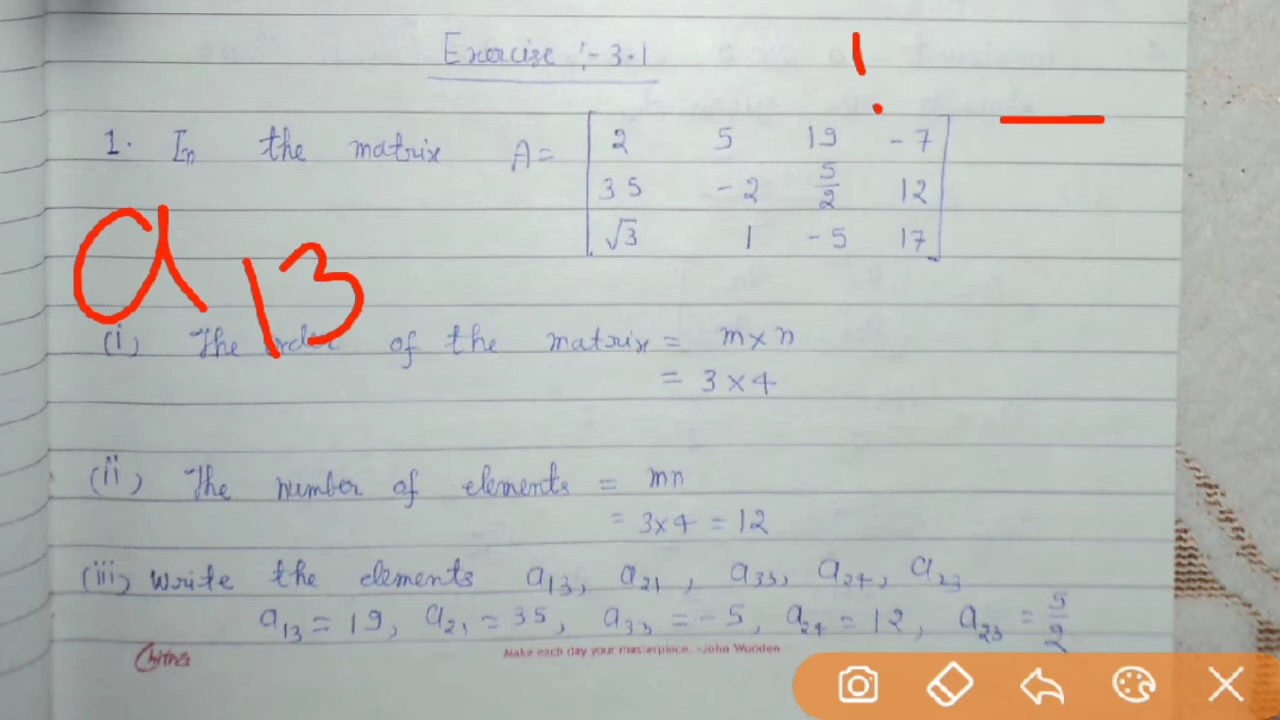 Exercise :- 3.1
1. In the matrix A = [ 2 5 19 -7
35 -2 5/2 12
√3 1 -5 17 ]
a13
(i) The order of the matrix = m×n
= 3×4
(ii) The number of elements = mn
= 3×4 = 12
(iii) Write the elements a13, a21, a33, a24, a23
a13 = 19, a21 = 35, a33 = -5, a24 = 12, a23 = 5/2
Make each day your masterpiece. -John Wooden